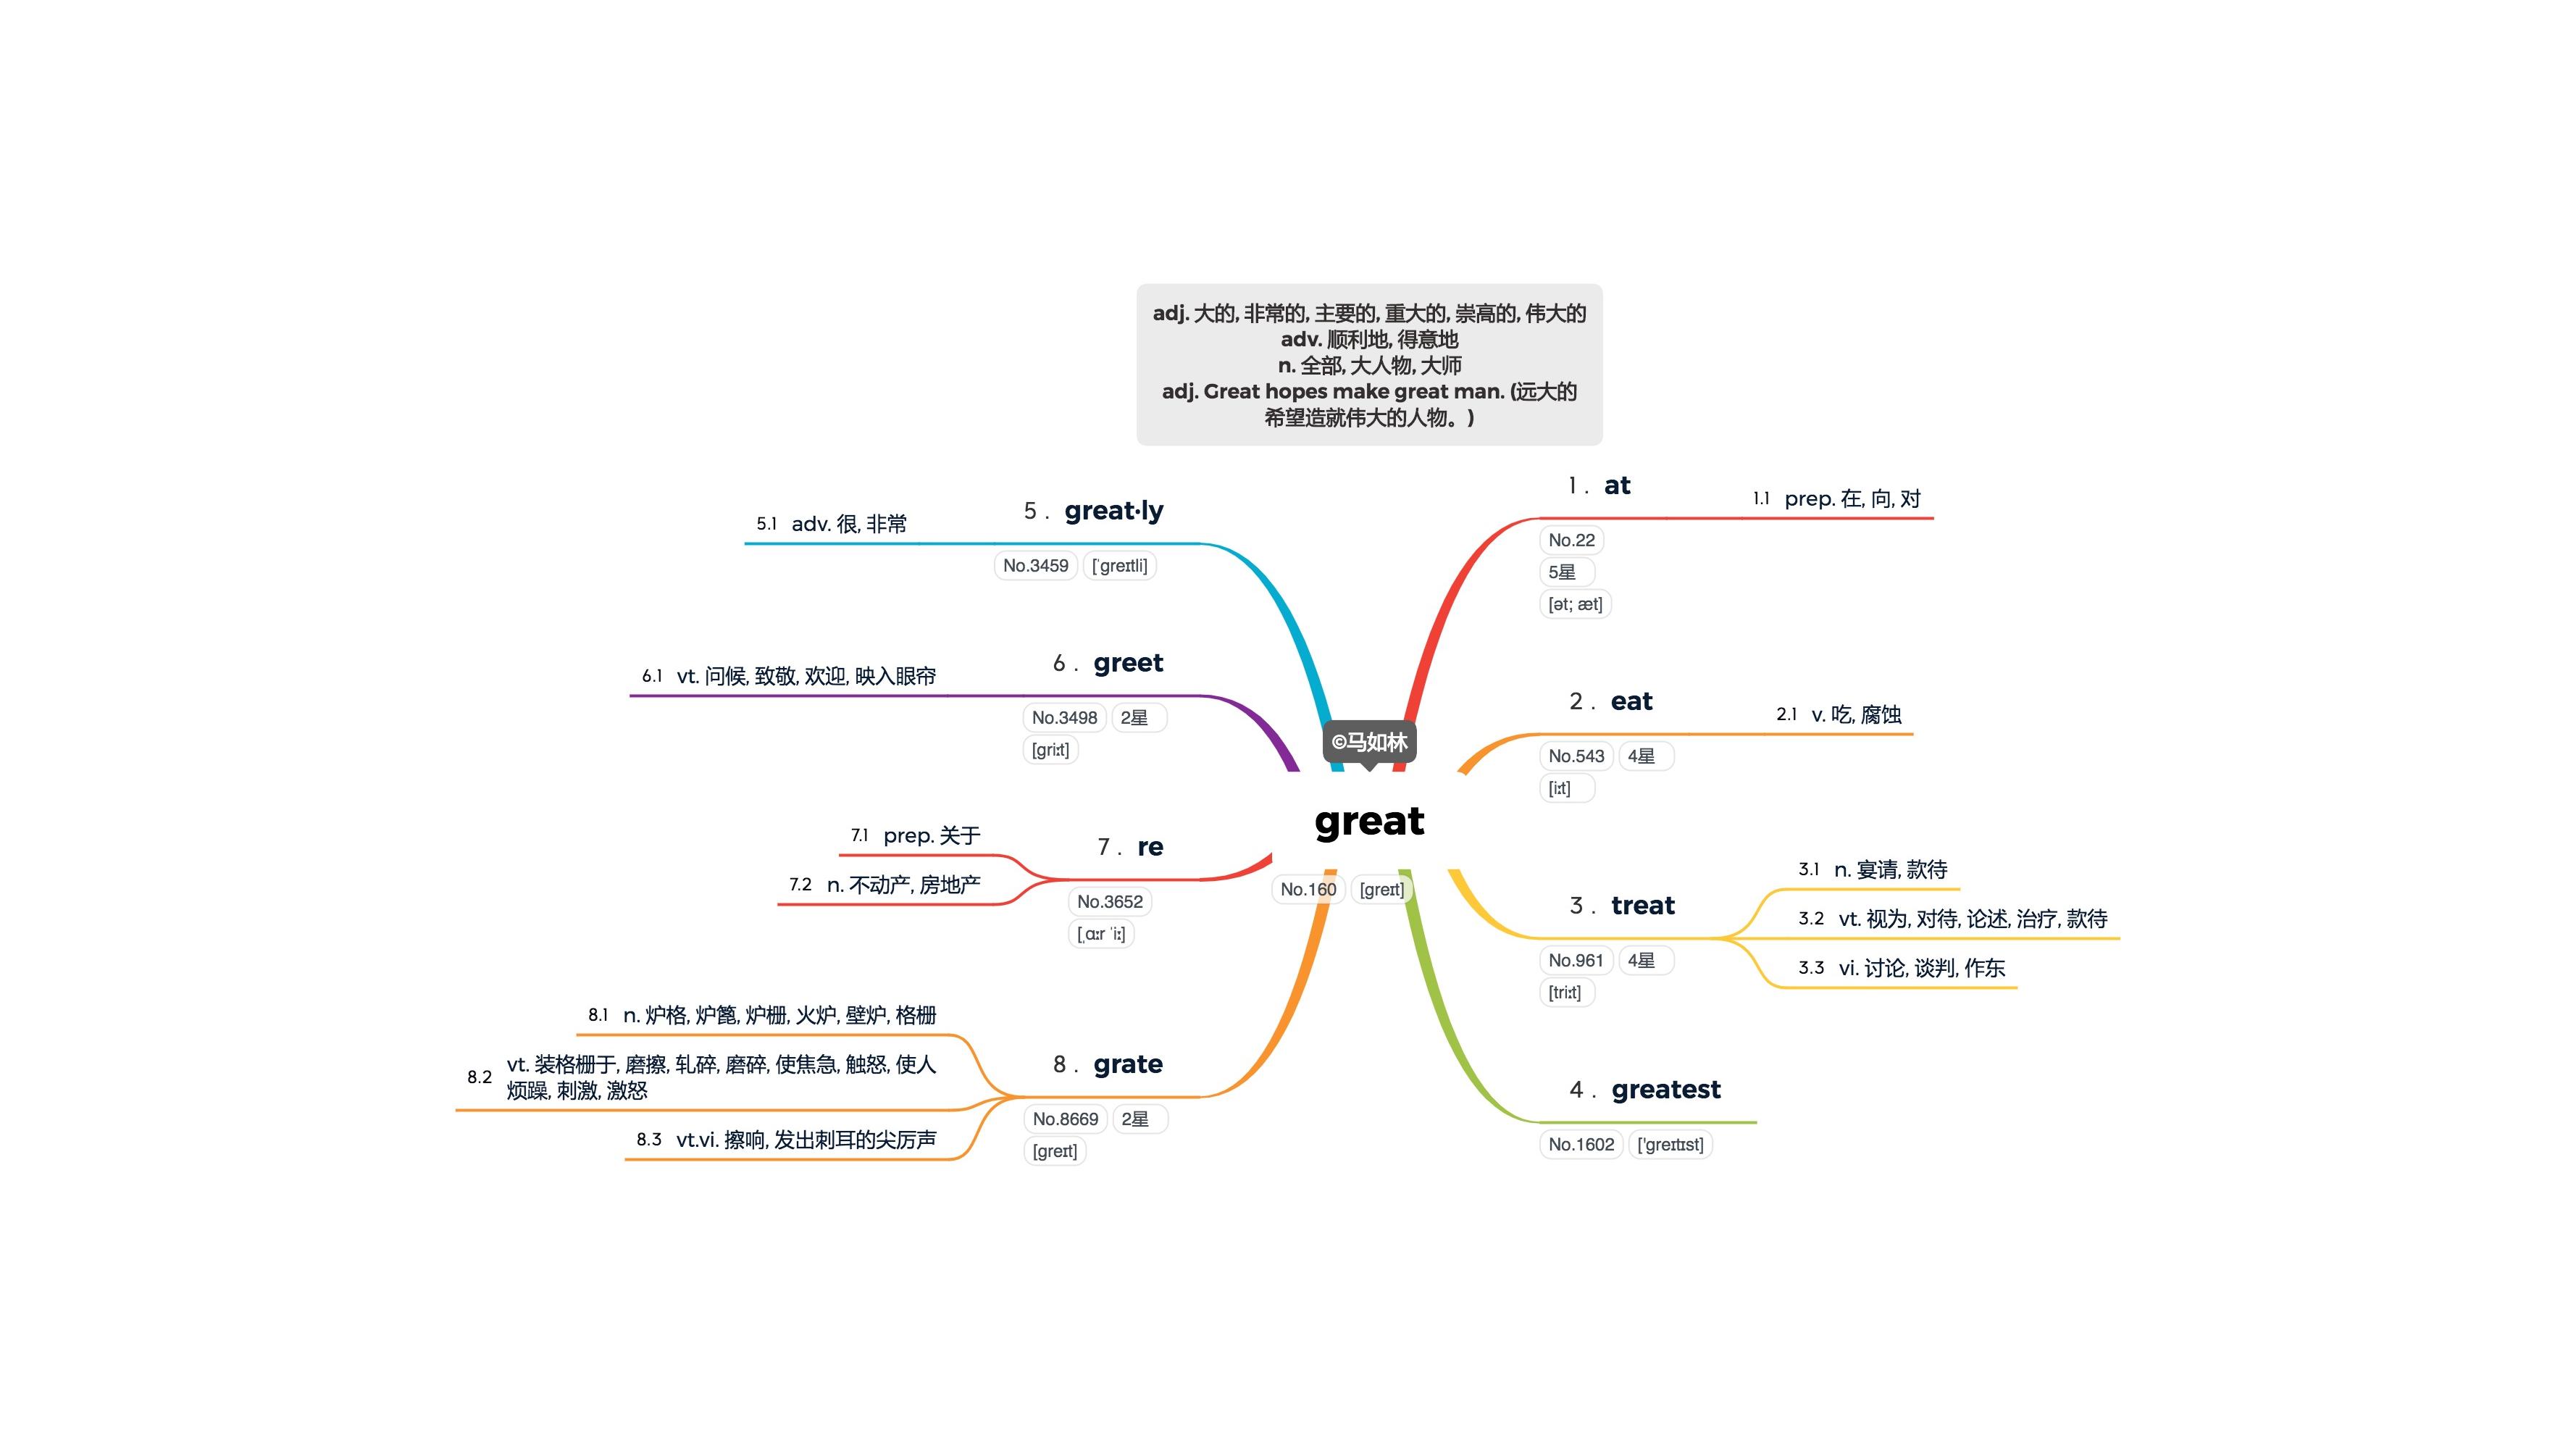 adj. 大的, 非常的, 主要的, 重大的, 崇高的, 伟大的
adv. 顺利地, 得意地
n. 全部, 大人物, 大师
adj. Great hopes make great man. (远大的
希望造就伟大的人物。)
©马如林
great
No.160 [greɪt]
1 . at
No.22
5星
[ət; æt]
1.1 prep. 在, 向, 对
2 . eat
No.543 4星
[iːt]
2.1 v. 吃, 腐蚀
3 . treat
No.961 4星
[triːt]
3.1 n. 宴请, 款待
3.2 vt. 视为, 对待, 论述, 治疗, 款待
3.3 vi. 讨论, 谈判, 作东
4 . greatest
No.1602 ['greɪtɪst]
5 . great·ly
No.3459 [ˈgreɪtli]
5.1 adv. 很, 非常
6 . greet
No.3498 2星
[griːt]
6.1 vt. 问候, 致敬, 欢迎, 映入眼帘
7 . re
No.3652
[ˌɑːr ˈiː]
7.1 prep. 关于
7.2 n. 不动产, 房地产
8 . grate
No.8669 2星
[greɪt]
8.1 n. 炉格, 炉篦, 炉栅, 火炉, 壁炉, 格栅
8.2 vt. 装格栅于, 磨擦, 轧碎, 磨碎, 使焦急, 触怒, 使人
烦躁, 刺激, 激怒
8.3 vt.vi. 擦响, 发出刺耳的尖厉声